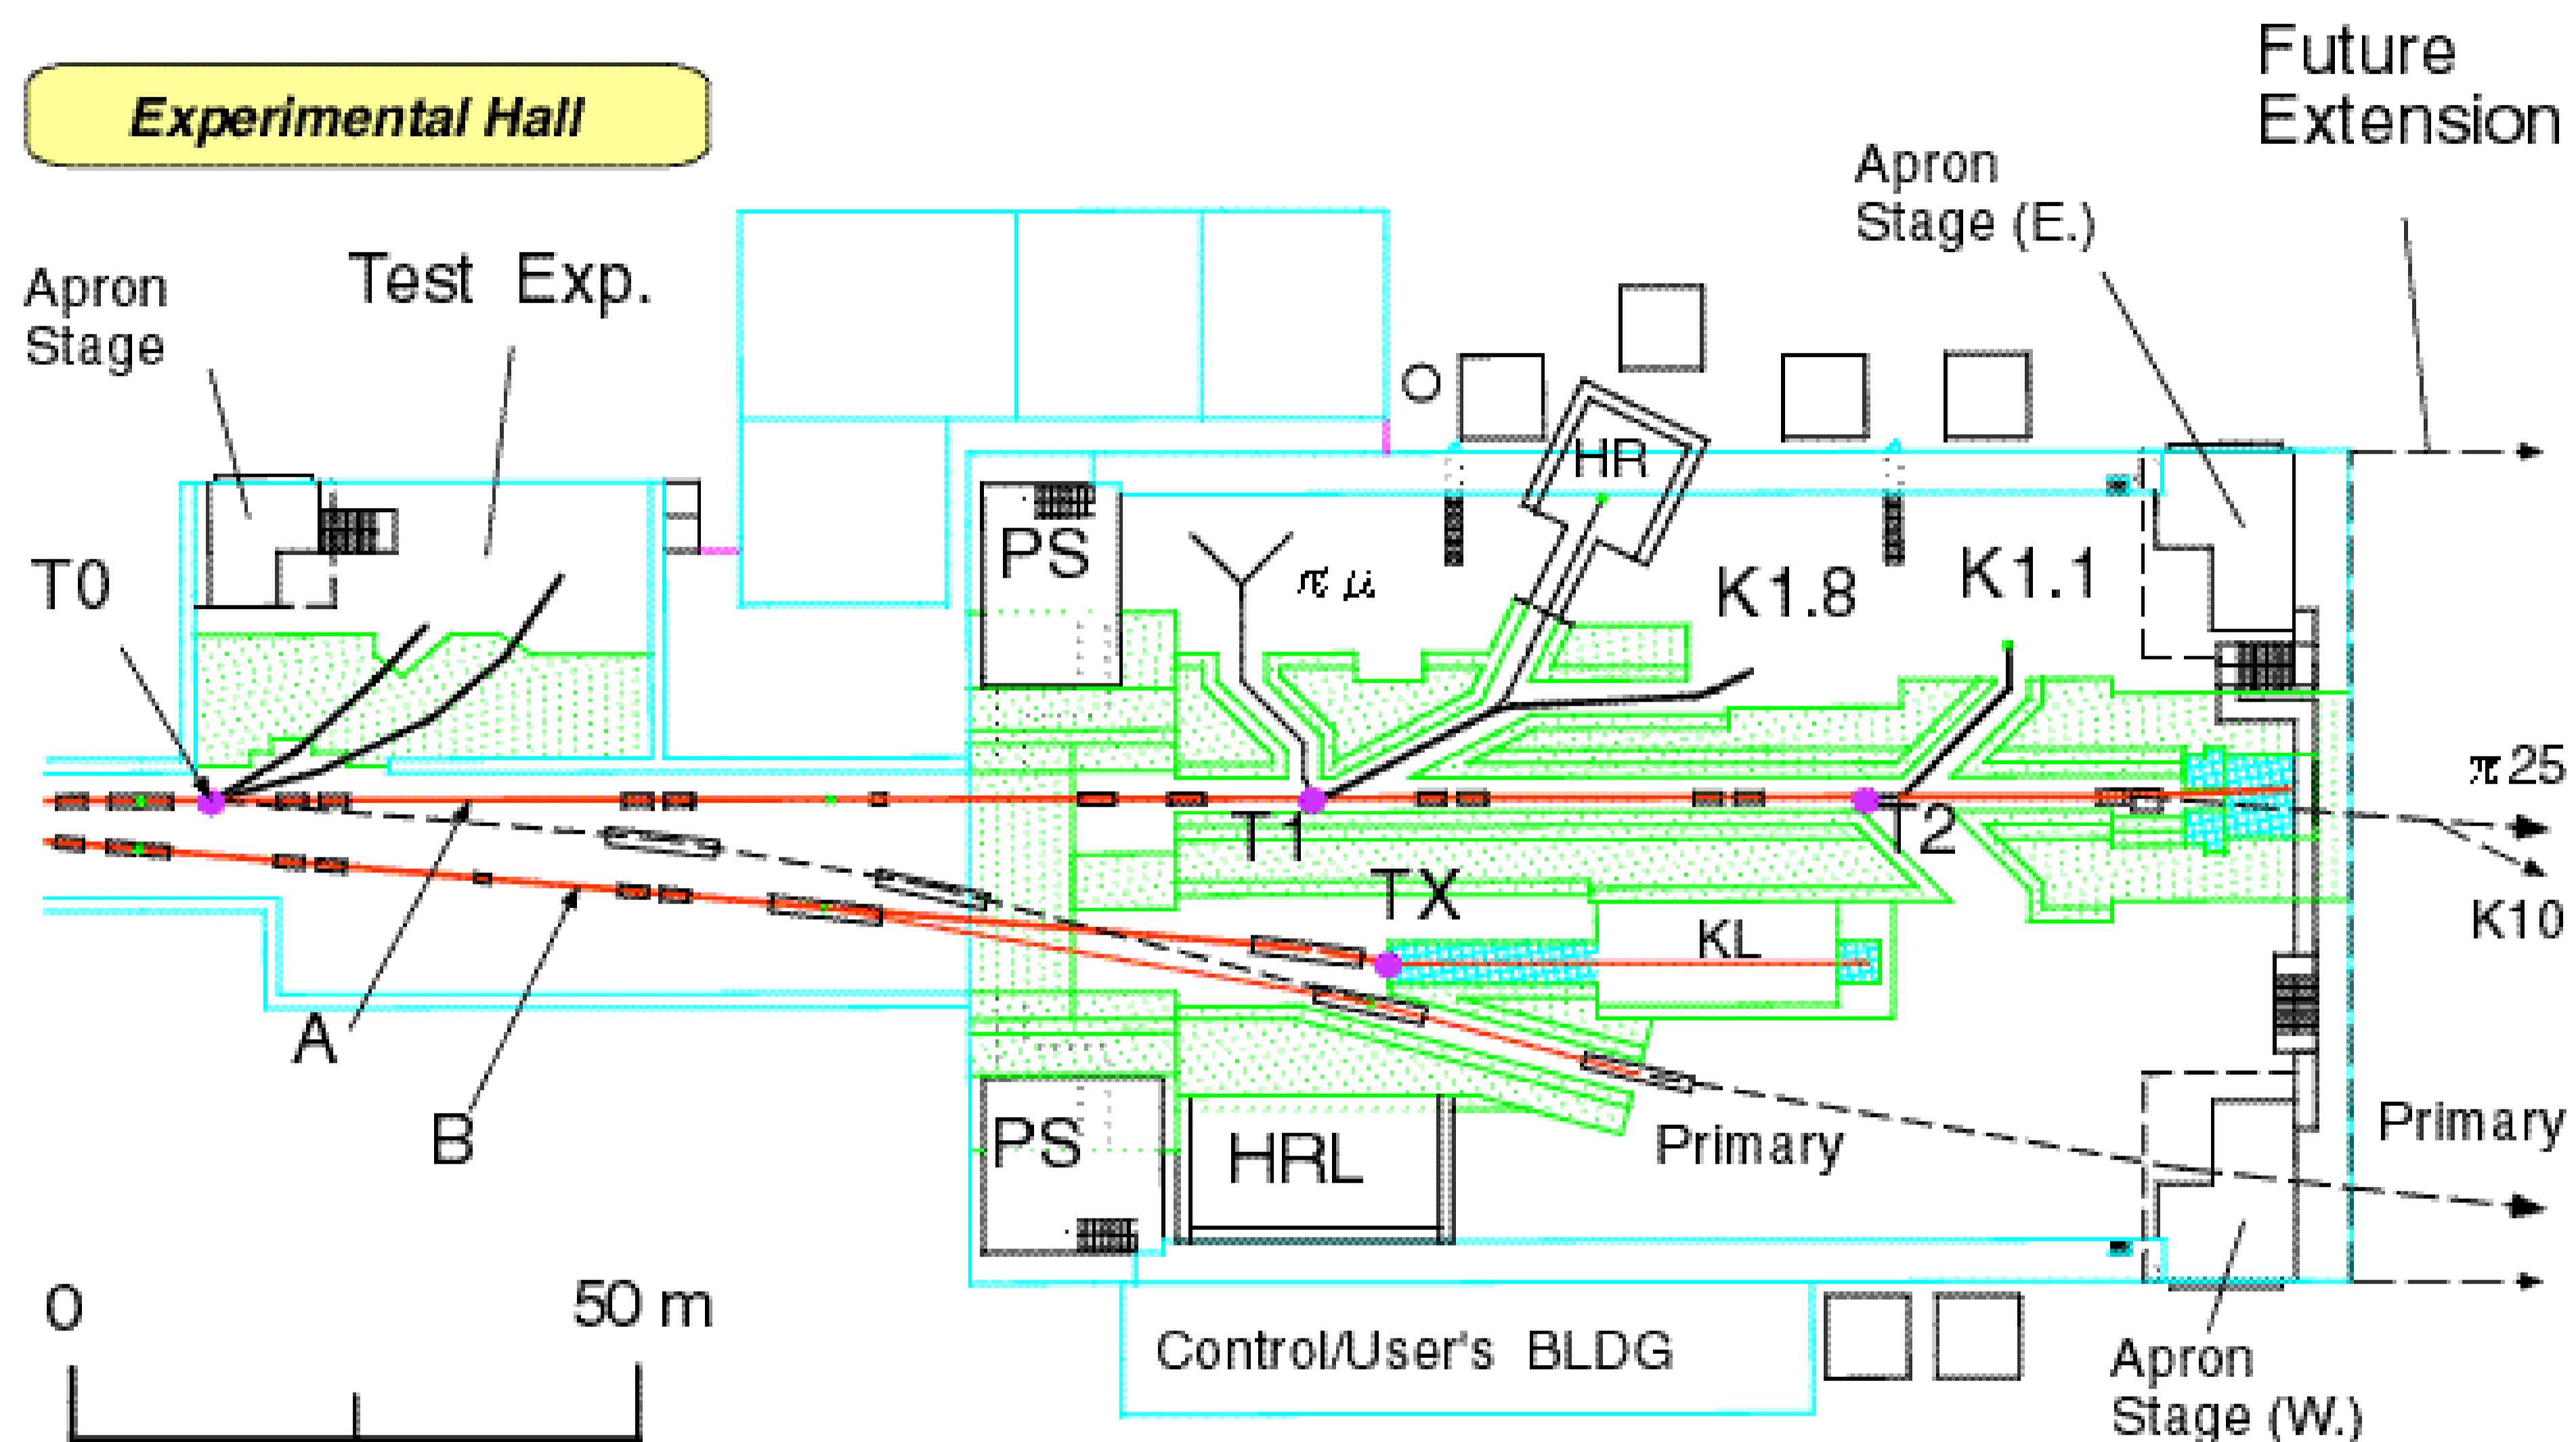 Future
Extension
Experimental Hall
Apron
Stage (E.)
Test Exp.
Apron
Stage
HR
PS
π μ
K1.8
K1.1
T0
π25
T1
T2
TX
KL
K10
A
B
PS
HRL
Primary
Primary
0
50 m
Control/User's BLDG
Apron
Stage (W.)